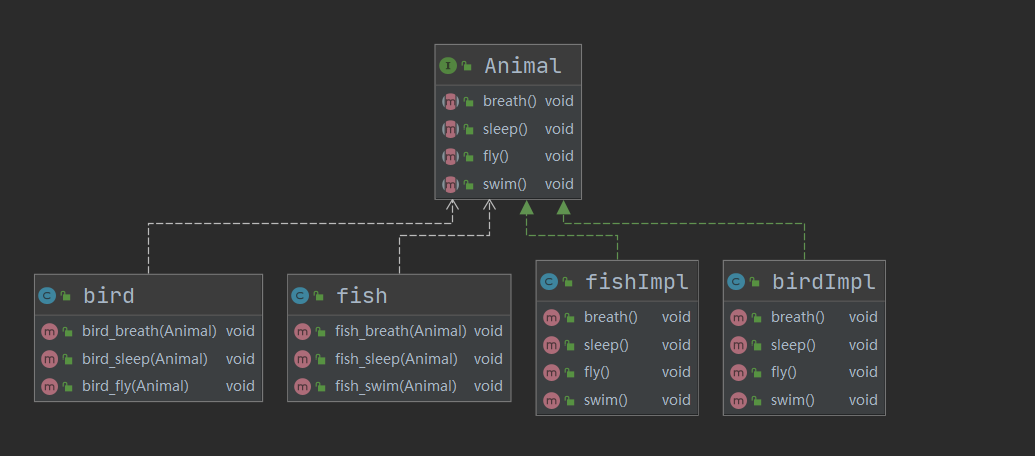 Animal
breath() void
sleep() void
fly() void
swim() void
bird
bird_breath(Animal) void
bird_sleep(Animal) void
bird_fly(Animal) void
fish
fish_breath(Animal) void
fish_sleep(Animal) void
fish_swim(Animal) void
fishImpl
breath() void
sleep() void
fly() void
swim() void
birdImpl
breath() void
sleep() void
fly() void
swim() void